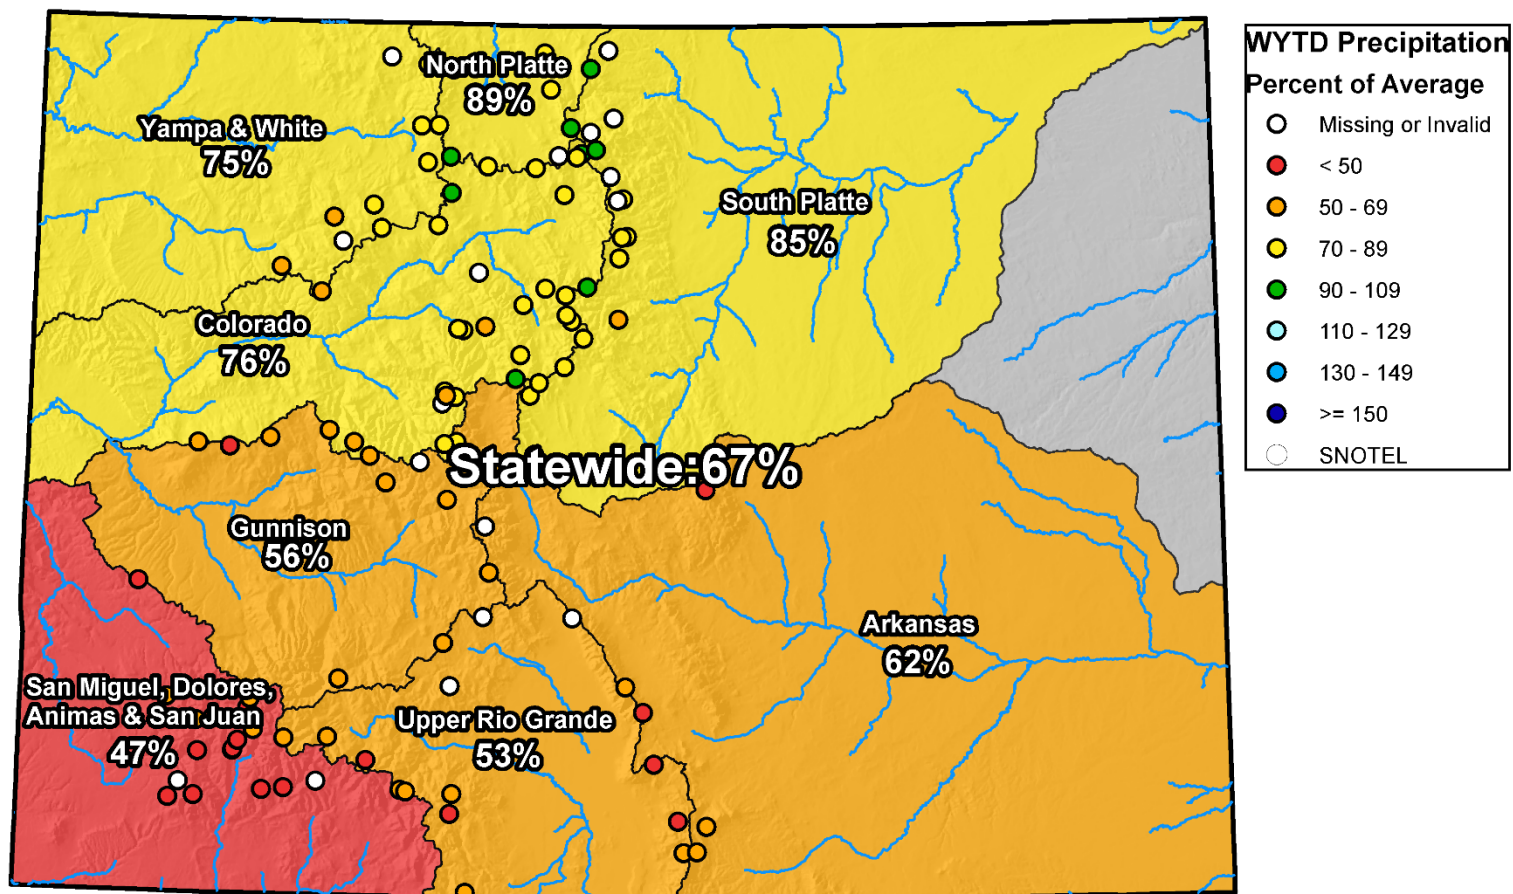 North Platte
89%
Yampa & White
75%
South Platte
85%
Colorado
76%
Statewide:67%
Gunnison
56%
Arkansas
62%
San Miguel, Dolores,
Animas & San Juan
47%
Upper Rio Grande
53%
WYTD Precipitation
Percent of Average
Missing or Invalid
< 50
50 - 69
70 - 89
90 - 109
110 - 129
130 - 149
>= 150
SNOTEL